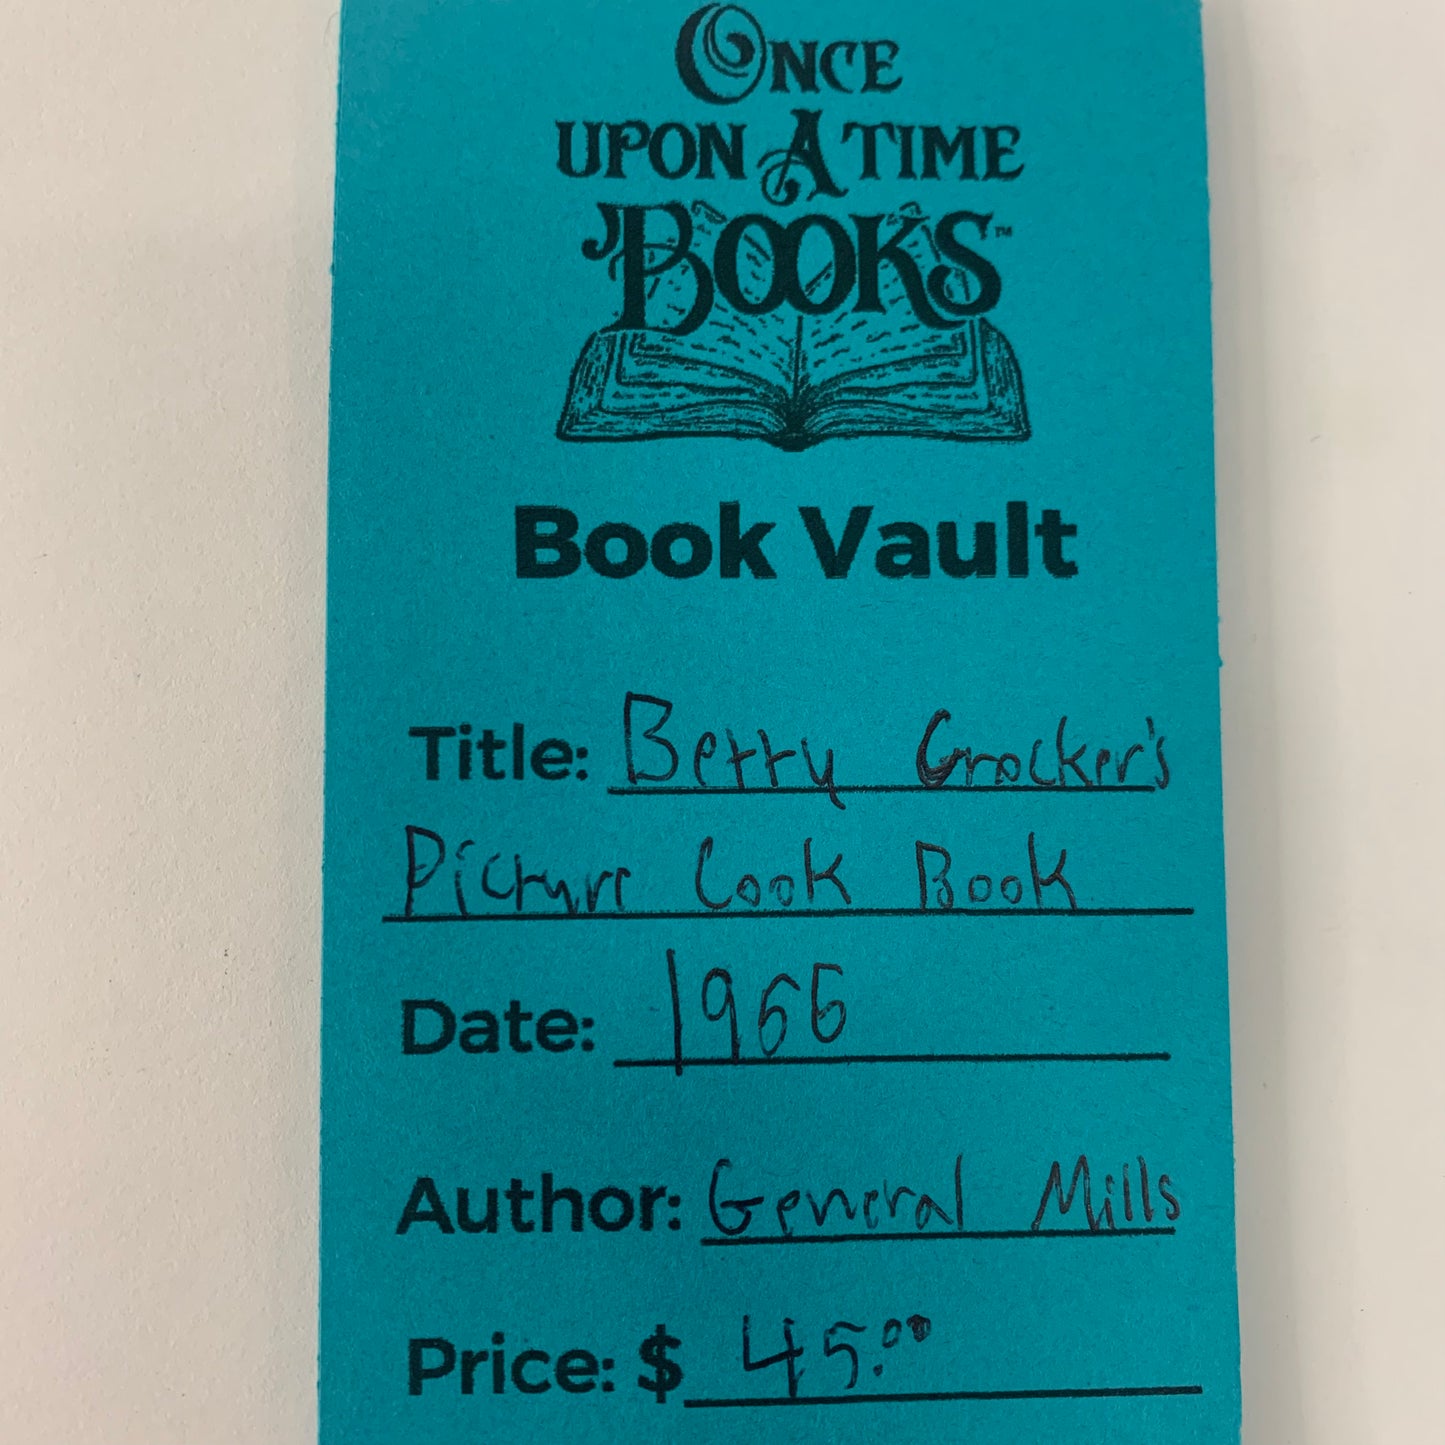 ONCE
UPON A TIME
BOOKS™
Book Vault
Title: Betty Crocker's
Picture Cook Book
Date: 1966
Author: General Mills
Price: $ 45.00